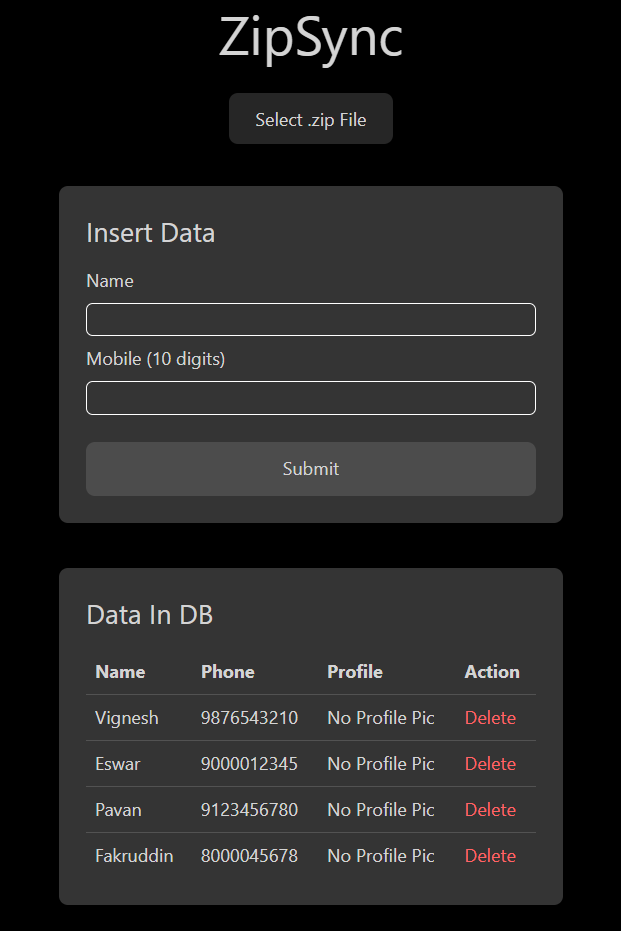 ZipSync
Select .zip File
Insert Data
Name
Mobile (10 digits)
Submit
Data In DB
Name Phone Profile Action
Vignesh 9876543210 No Profile Pic Delete
Eswar 9000012345 No Profile Pic Delete
Pavan 9123456780 No Profile Pic Delete
Fakruddin 8000045678 No Profile Pic Delete